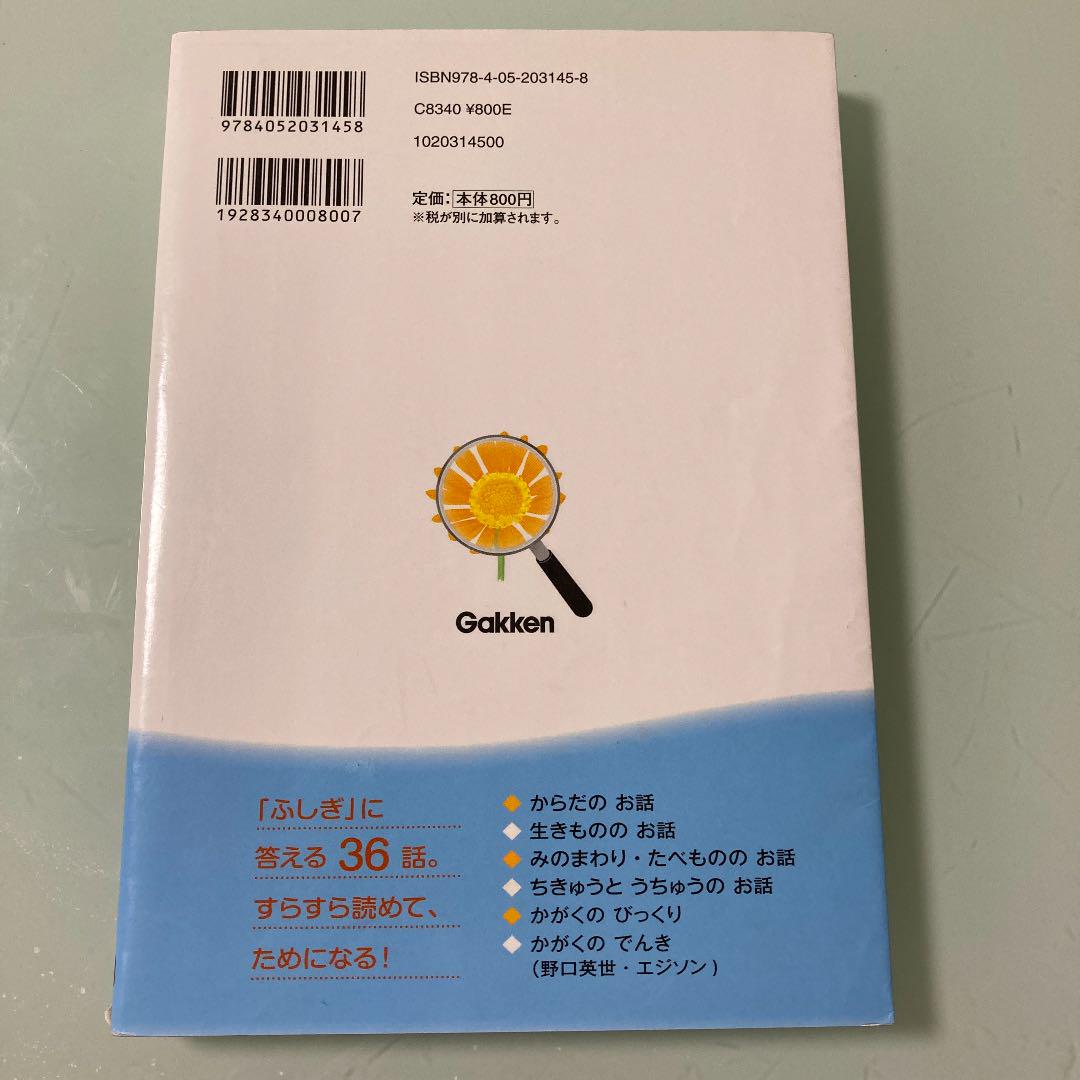 ISBN978-4-05-203145-8
9784052031458
C8340 ¥800E
1020314500
1928340008007
定価：本体800円
※税が別に加算されます。
Gakken
「ふしぎ」に
答える 36 話。
すらすら読めて、
ためになる！
からだの お話
生きものの お話
みのまわり・たべものの お話
ちきゅうと うちゅうの お話
かがくの びっくり
かがくの でんき
（野口英世・エジソン）